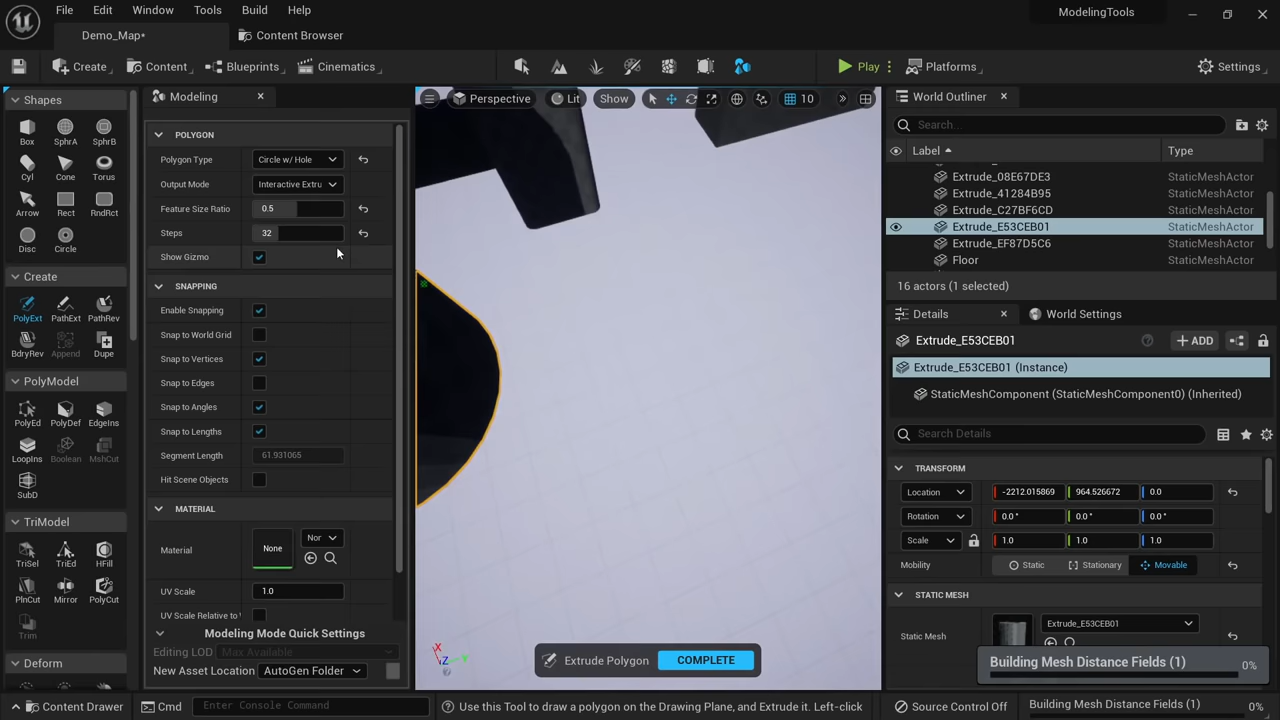 File Edit Window Tools Build Help
ModelingTools
Demo_Map*
Content Browser
Create
Content
Blueprints
Cinematics
Play
Platforms
Settings
Shapes
Box SphrA SphrB
Cyl Cone Torus
Arrow Rect RndRct
Disc Circle
Create
PolyExt PathExt PathRev
BdryRev Append Dupe
PolyModel
PolyEd PolyDef EdgeIns
LoopIns Boolean MshCut
SubD
TriModel
TriSel TriEd HFill
PlnCut Mirror PolyCut
Trim
Deform
Modeling
POLYGON
Polygon Type Circle w/ Hole
Output Mode Interactive Extru
Feature Size Ratio 0.5
Steps 32
Show Gizmo
SNAPPING
Enable Snapping
Snap to World Grid
Snap to Vertices
Snap to Edges
Snap to Angles
Snap to Lengths
Segment Length 61.931065
Hit Scene Objects
MATERIAL
Material None Nor
UV Scale 1.0
UV Scale Relative to
Modeling Mode Quick Settings
Editing LOD Max Available
New Asset Location AutoGen Folder
Perspective Lit Show 10
X
Y
Z
Extrude Polygon COMPLETE
World Outliner
Search...
Label Type
Extrude_08E67DE3 StaticMeshActor
Extrude_41284B95 StaticMeshActor
Extrude_C27BF6CD StaticMeshActor
Extrude_E53CEB01 StaticMeshActor
Extrude_EF87D5C6 StaticMeshActor
Floor StaticMeshActor
16 actors (1 selected)
Details
World Settings
Extrude_E53CEB01
ADD
Extrude_E53CEB01 (Instance)
StaticMeshComponent (StaticMeshComponent0) (Inherited)
Search Details
TRANSFORM
Location -2212.015869 964.526672 0.0
Rotation 0.0 ° 0.0 ° 0.0 °
Scale 1.0 1.0 1.0
Mobility Static Stationary Movable
STATIC MESH
Static Mesh Extrude_E53CEB01
Building Mesh Distance Fields (1) 0%
Content Drawer
Cmd
Enter Console Command
Use this Tool to draw a polygon on the Drawing Plane, and Extrude it. Left-click
Source Control Off
Building Mesh Distance Fields (1) 0%